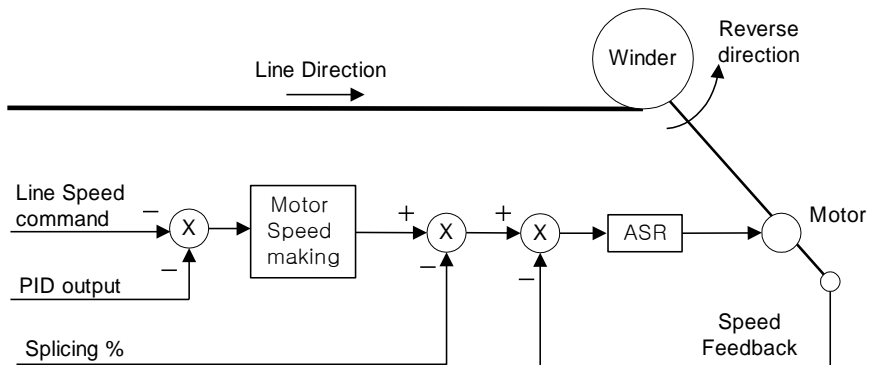 Winder
Reverse
direction
Line Direction
Line Speed
command
−
X
−
Motor
Speed
making
+
X
−
+
X
−
ASR
Motor
PID output
Splicing %
Speed
Feedback